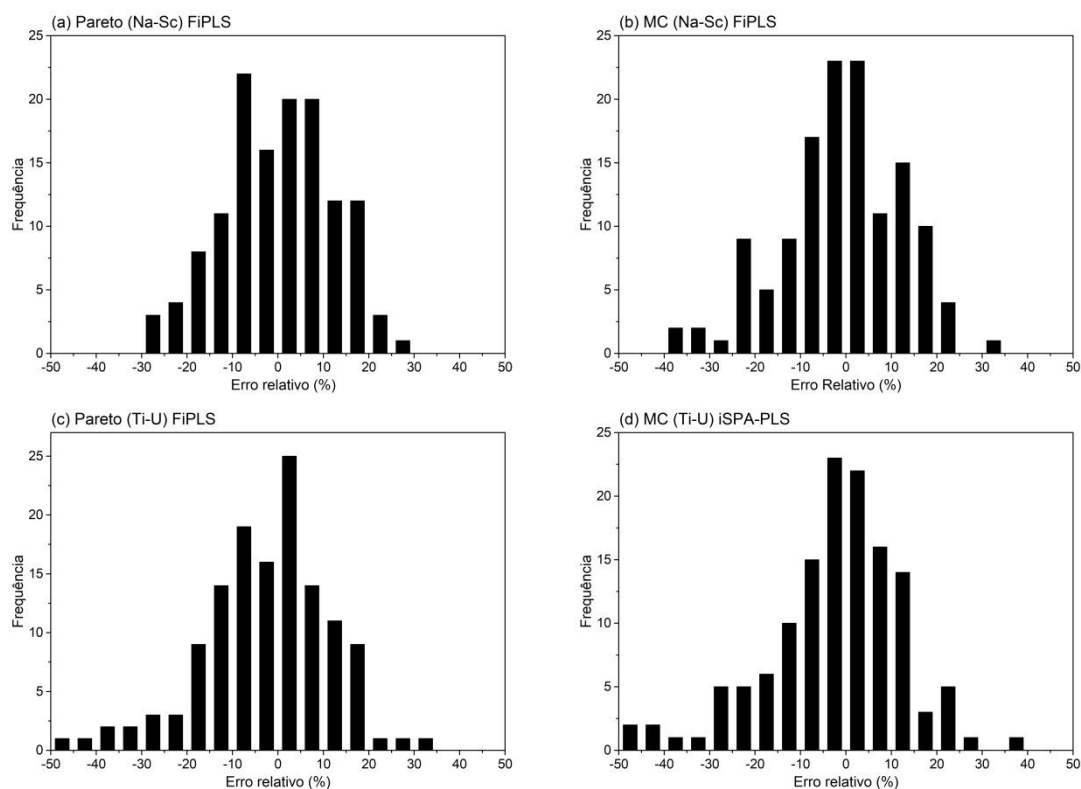 (a) Pareto (Na-Sc) FiPLS
25
20
15
10
5
0
Frequência
-50 -40 -30 -20 -10 0 10 20 30 40 50
Erro relativo (%)
(b) MC (Na-Sc) FiPLS
25
20
15
10
5
0
Frequência
-50 -40 -30 -20 -10 0 10 20 30 40 50
Erro Relativo (%)
(c) Pareto (Ti-U) FiPLS
25
20
15
10
5
0
Frequência
-50 -40 -30 -20 -10 0 10 20 30 40 50
Erro relativo (%)
(d) MC (Ti-U) iSPA-PLS
25
20
15
10
5
0
Frequência
-50 -40 -30 -20 -10 0 10 20 30 40 50
Erro relativo (%)